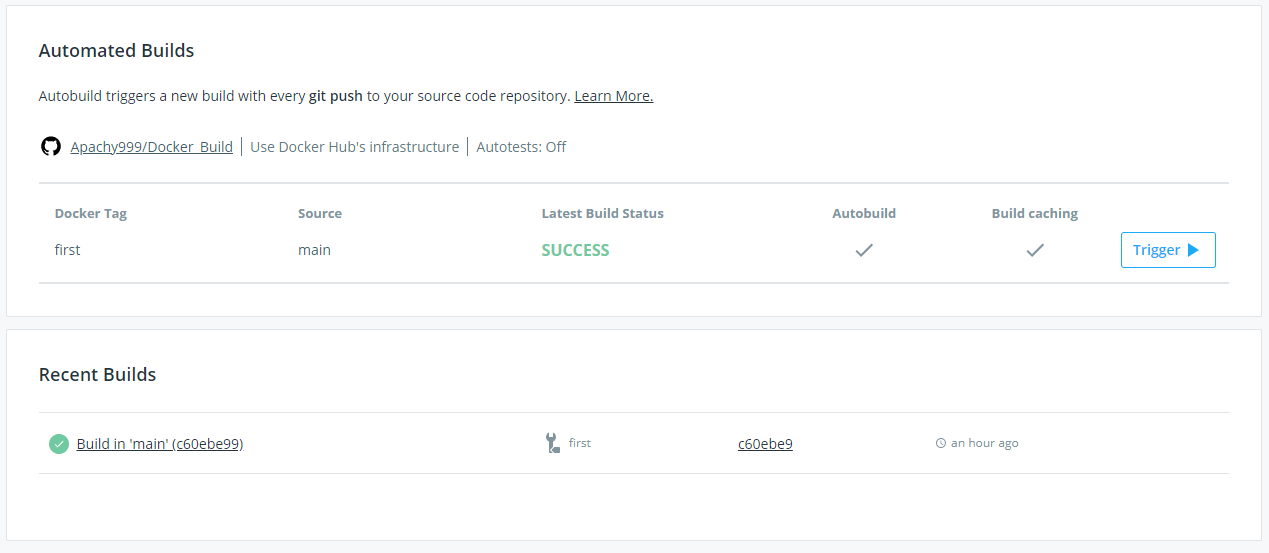 Automated Builds
Autobuild triggers a new build with every git push to your source code repository. Learn More.
Apachy999/Docker_Build Use Docker Hub's infrastructure Autotests: Off
Docker Tag Source Latest Build Status Autobuild Build caching
first main SUCCESS Trigger
Recent Builds
Build in 'main' (c60ebe99) first c60ebe9 an hour ago